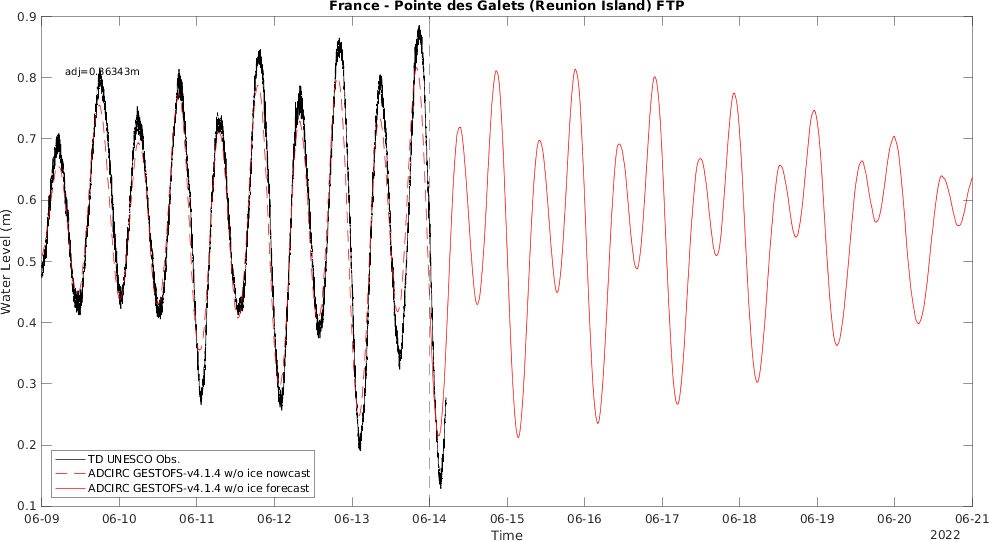 France - Pointe des Galets (Reunion Island) FTP
0.9
0.8
0.7
0.6
0.5
0.4
0.3
0.2
0.1
Water Level (m)
adj=0.36343m
TD UNESCO Obs.
ADCIRC GESTOFS-v4.1.4 w/o ice nowcast
ADCIRC GESTOFS-v4.1.4 w/o ice forecast
06-09 06-10 06-11 06-12 06-13 06-14 06-15 06-16 06-17 06-18 06-19 06-20 06-21
Time
2022